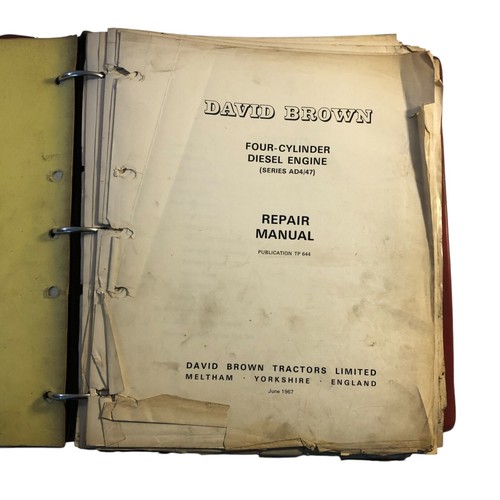 DAVID BROWN
FOUR-CYLINDER
DIESEL ENGINE
(SERIES AD4/47)
REPAIR
MANUAL
PUBLICATION TP 644
DAVID BROWN TRACTORS LIMITED
MELTHAM · YORKSHIRE · ENGLAND
June 1967